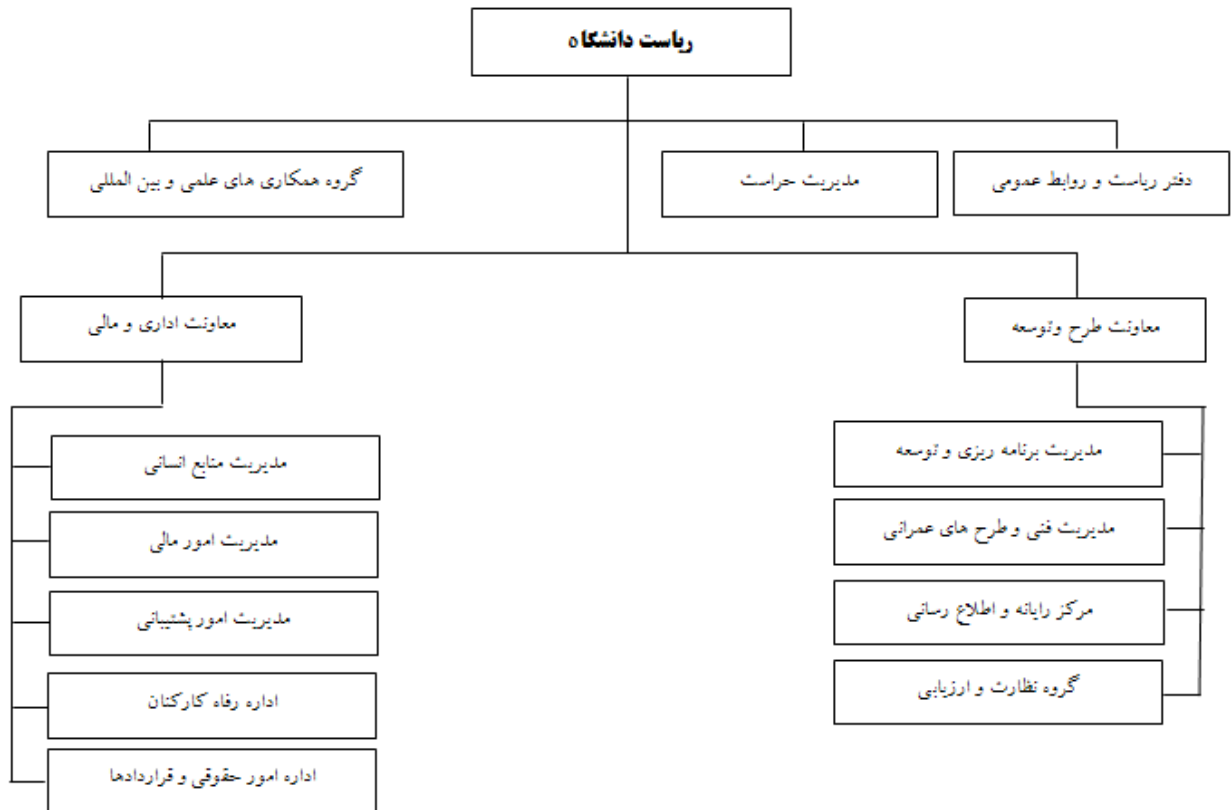 ریاست دانشگاه
دفتر ریاست و روابط عمومی
مدیریت حراست
گروه همکاری های علمی و بین المللی
معاونت طرح وتوسعه
معاونت اداری و مالی
مدیریت برنامه ریزی و توسعه
مدیریت فنی و طرح های عمرانی
مرکز رایانه و اطلاع رسانی
گروه نظارت و ارزیابی
مدیریت منابع انسانی
مدیریت امور مالی
مدیریت امور پشتیبانی
اداره رفاه کارکنان
اداره امور حقوقی و قراردادها